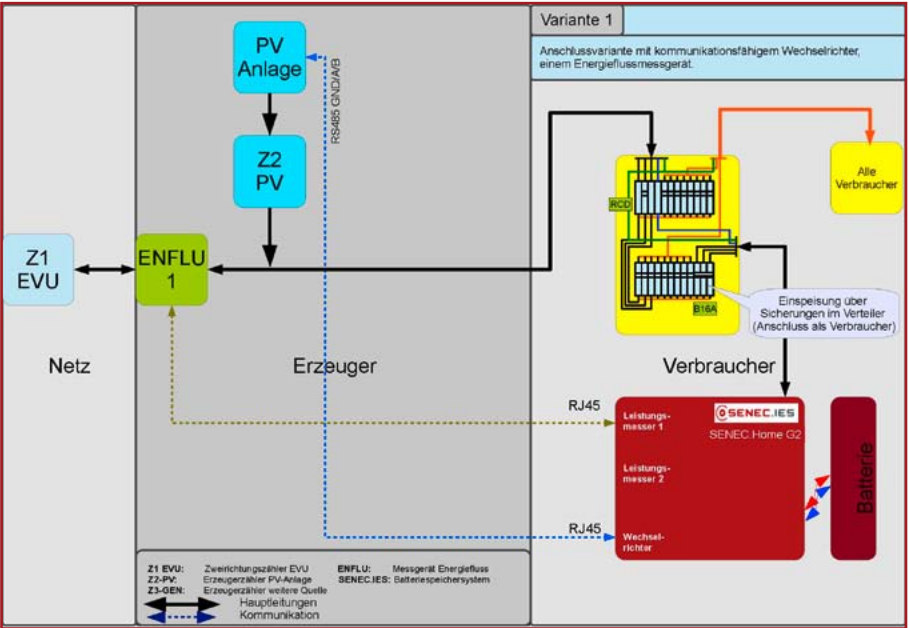 Variante 1
Anschlussvariante mit kommunikationsfähigem Wechselrichter,
einem Energieflussmessgerät.
PV
Anlage
RS485 GND/A/B
Z2
PV
Z1
EVU
ENFLU
1
RCD
B16A
Alle
Verbraucher
Einspeisung über
Sicherungen im Verteiler
(Anschluss als Verbraucher)
Netz
Erzeuger
Verbraucher
RJ45
Leistungs-
messer 1
SENEC.IES
SENEC.Home G2
Leistungs-
messer 2
Batterie
RJ45
Wechsel-
richter
Z1 EVU: Zweirichtungszähler EVU ENFLU: Messgerät Energiefluss
Z2-PV: Erzeugerzähler PV-Anlage SENEC.IES: Batteriespeichersystem
Z3-GEN: Erzeugerzähler weitere Quelle
Hauptleitungen
Kommunikation